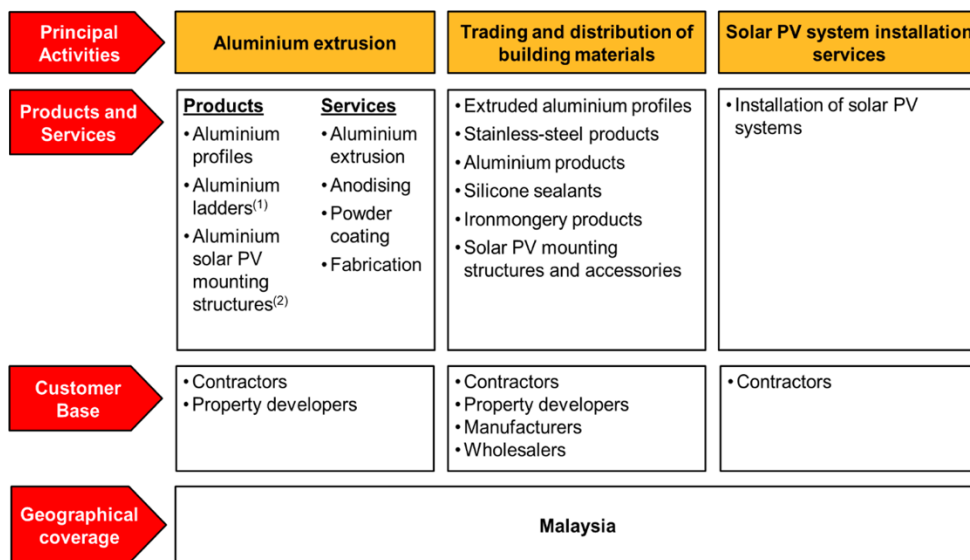 Principal
Activities
Aluminium extrusion
Trading and distribution of
building materials
Solar PV system installation
services
Products and
Services
Products
• Aluminium
profiles
• Aluminium
ladders(1)
• Aluminium
solar PV
mounting
structures(2)
Services
• Aluminium
extrusion
• Anodising
• Powder
coating
• Fabrication
• Extruded aluminium profiles
• Stainless-steel products
• Aluminium products
• Silicone sealants
• Ironmongery products
• Solar PV mounting
structures and accessories
• Installation of solar PV
systems
Customer
Base
• Contractors
• Property developers
• Contractors
• Property developers
• Manufacturers
• Wholesalers
• Contractors
Geographical
coverage
Malaysia